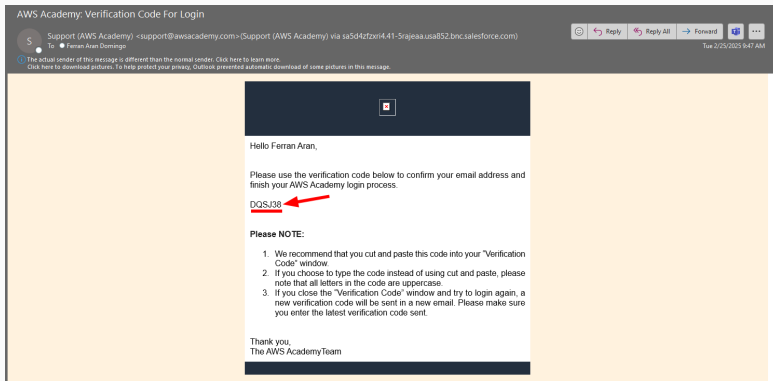 AWS Academy: Verification Code For Login
S
Support (AWS Academy) <support@awsacademy.com>(Support (AWS Academy) via sa5d4zfzxri4.41-5rajeaa.usa852.bnc.salesforce.com)
To Ferran Aran Domingo
Reply
Reply All
Forward
Tue 2/25/2025 9:47 AM
The actual sender of this message is different than the normal sender. Click here to learn more.
Click here to download pictures. To help protect your privacy, Outlook prevented automatic download of some pictures in this message.
Hello Ferran Aran,
Please use the verification code below to confirm your email address and
finish your AWS Academy login process.
DQSJ38
Please NOTE:
1. We recommend that you cut and paste this code into your "Verification
Code" window.
2. If you choose to type the code instead of using cut and paste, please
note that all letters in the code are uppercase.
3. If you close the "Verification Code" window and try to login again, a
new verification code will be sent in a new email. Please make sure
you enter the latest verification code sent.
Thank you,
The AWS AcademyTeam